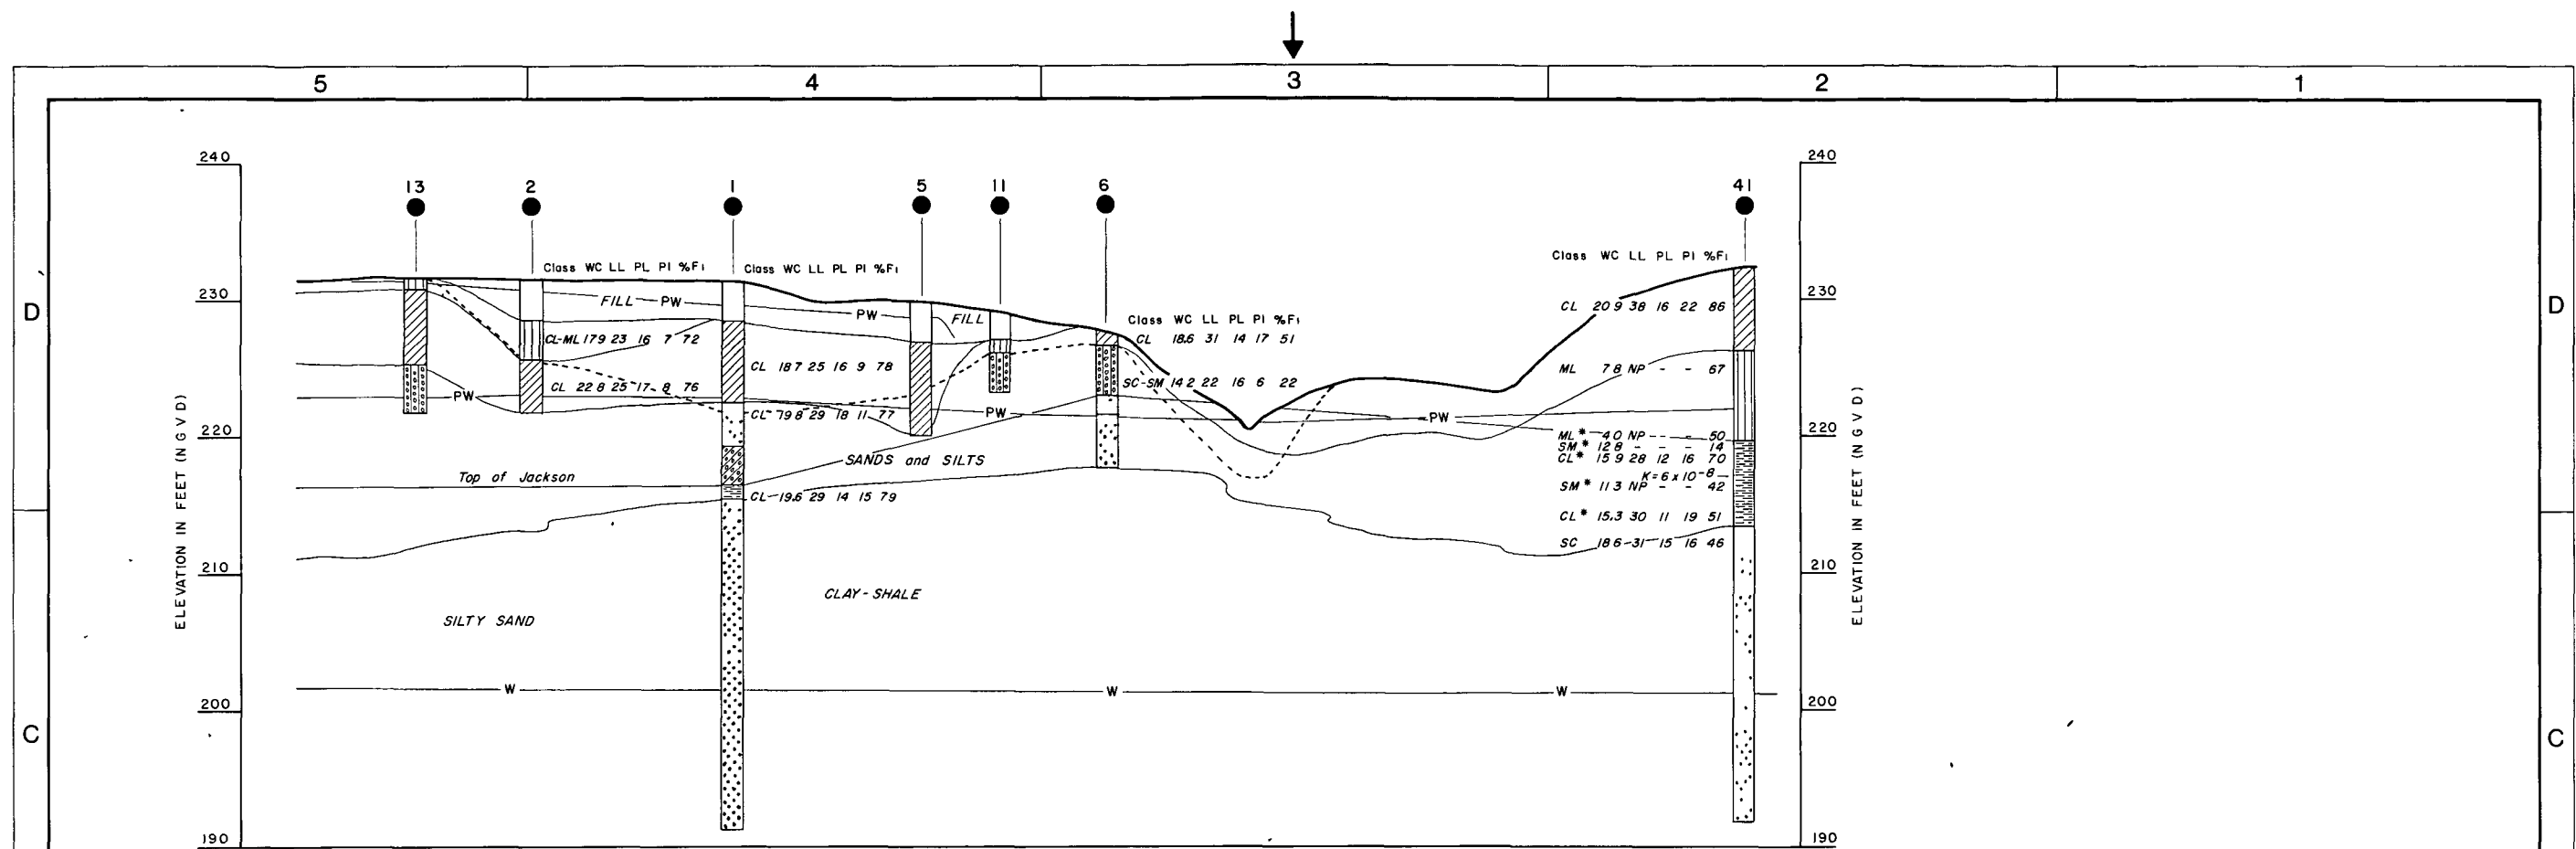 5 4 3 2 1
240 240
13 2 1 5 11 6 41
Class WC LL PL PI %Fi Class WC LL PL PI %Fi
Class WC LL PL PI %Fi
D 230 FILL PW 230 D
CL 20 9 38 16 22 86
PW FILL
Class WC LL PL PI %Fi
CL-ML 17 9 23 16 7 72
CL 18.6 31 14 17 51
CL 18 7 25 16 9 78
ML 7 8 NP - - 67
CL 22 8 25 17 8 76
SC-SM 14 2 22 16 6 22
PW
CL 19 8 29 18 11 77
PW PW
220 220
ML* 4 0 NP - - 50
SM* 12 8 - - - 14
SANDS and SILTS
CL* 15 9 28 12 16 70
Top of Jackson
K = 6 x 10-8
SM* 11 3 NP - - 42
CL 19.6 29 14 15 79
CL* 15.3 30 11 19 51
SC 18 6 31 15 16 46
ELEVATION IN FEET (N G V D)
ELEVATION IN FEET (N G V D)
210 210
CLAY-SHALE
SILTY SAND
W W W
200 200
C C
190 190